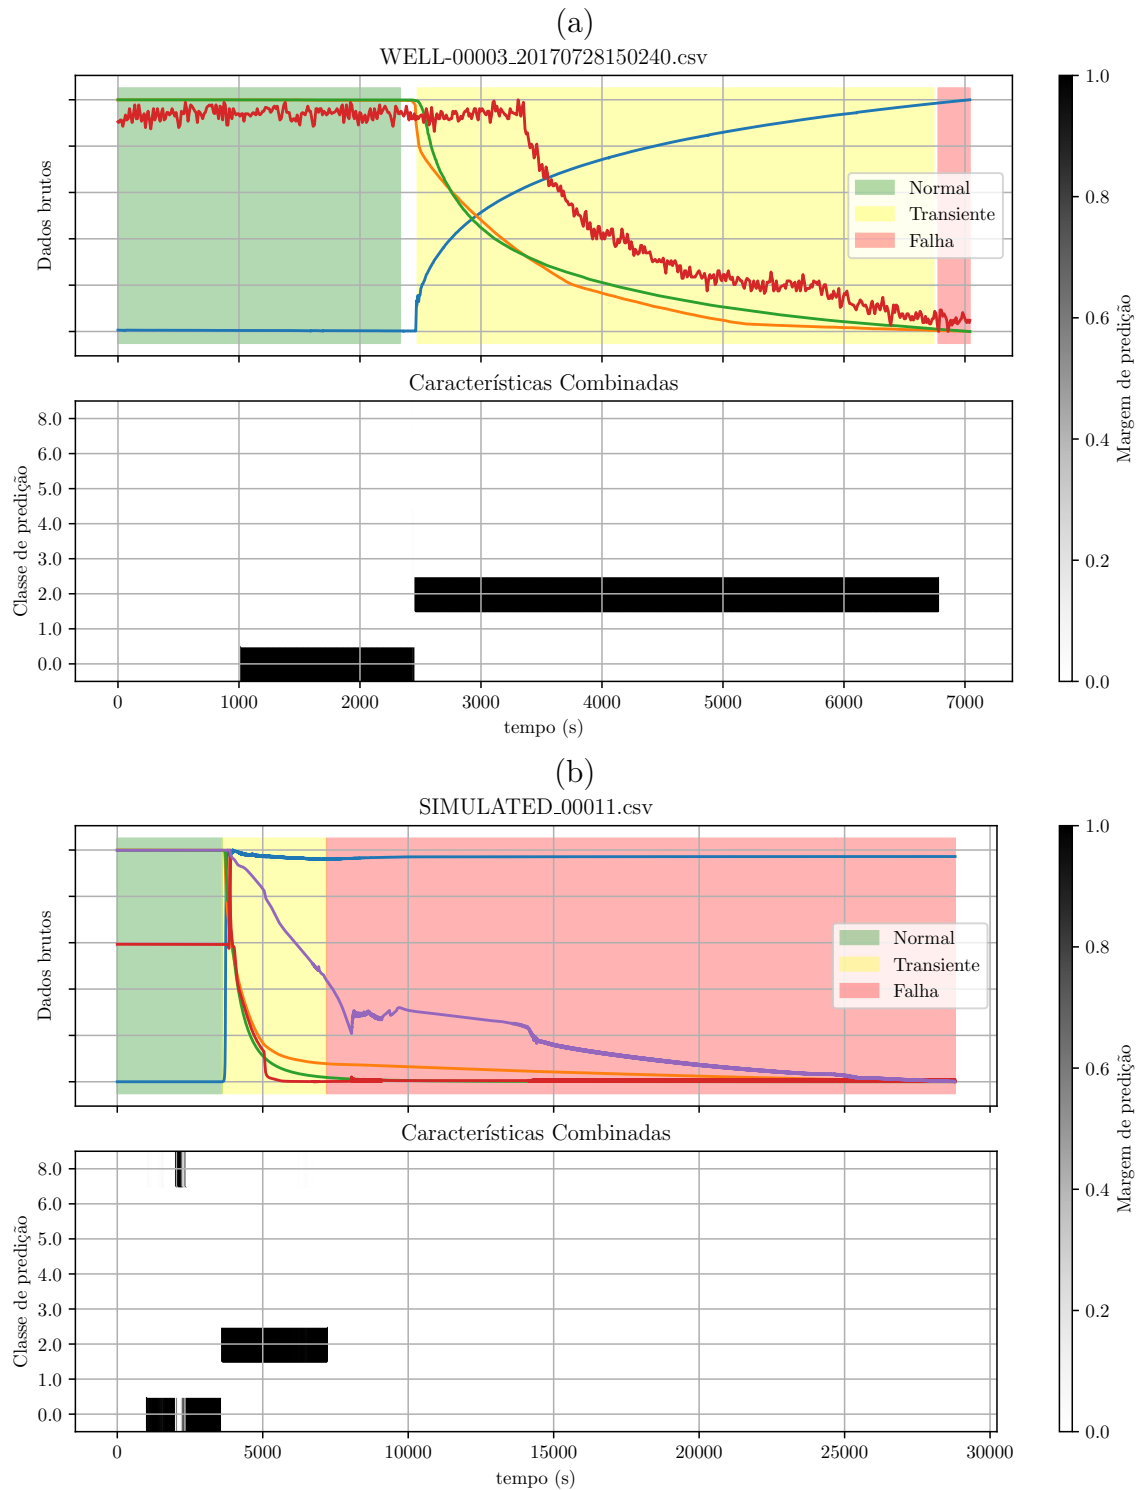 (a)
WELL-00003_20170728150240.csv
Dados brutos
Normal
Transiente
Falha
Características Combinadas
Classe de predição
8.0
6.0
5.0
4.0
3.0
2.0
1.0
0.0
0 1000 2000 3000 4000 5000 6000 7000
tempo (s)
1.0
0.8
0.6
0.4
0.2
0.0
Margem de predição
(b)
SIMULATED_00011.csv
Dados brutos
Normal
Transiente
Falha
Características Combinadas
Classe de predição
8.0
6.0
5.0
4.0
3.0
2.0
1.0
0.0
0 5000 10000 15000 20000 25000 30000
tempo (s)
1.0
0.8
0.6
0.4
0.2
0.0
Margem de predição